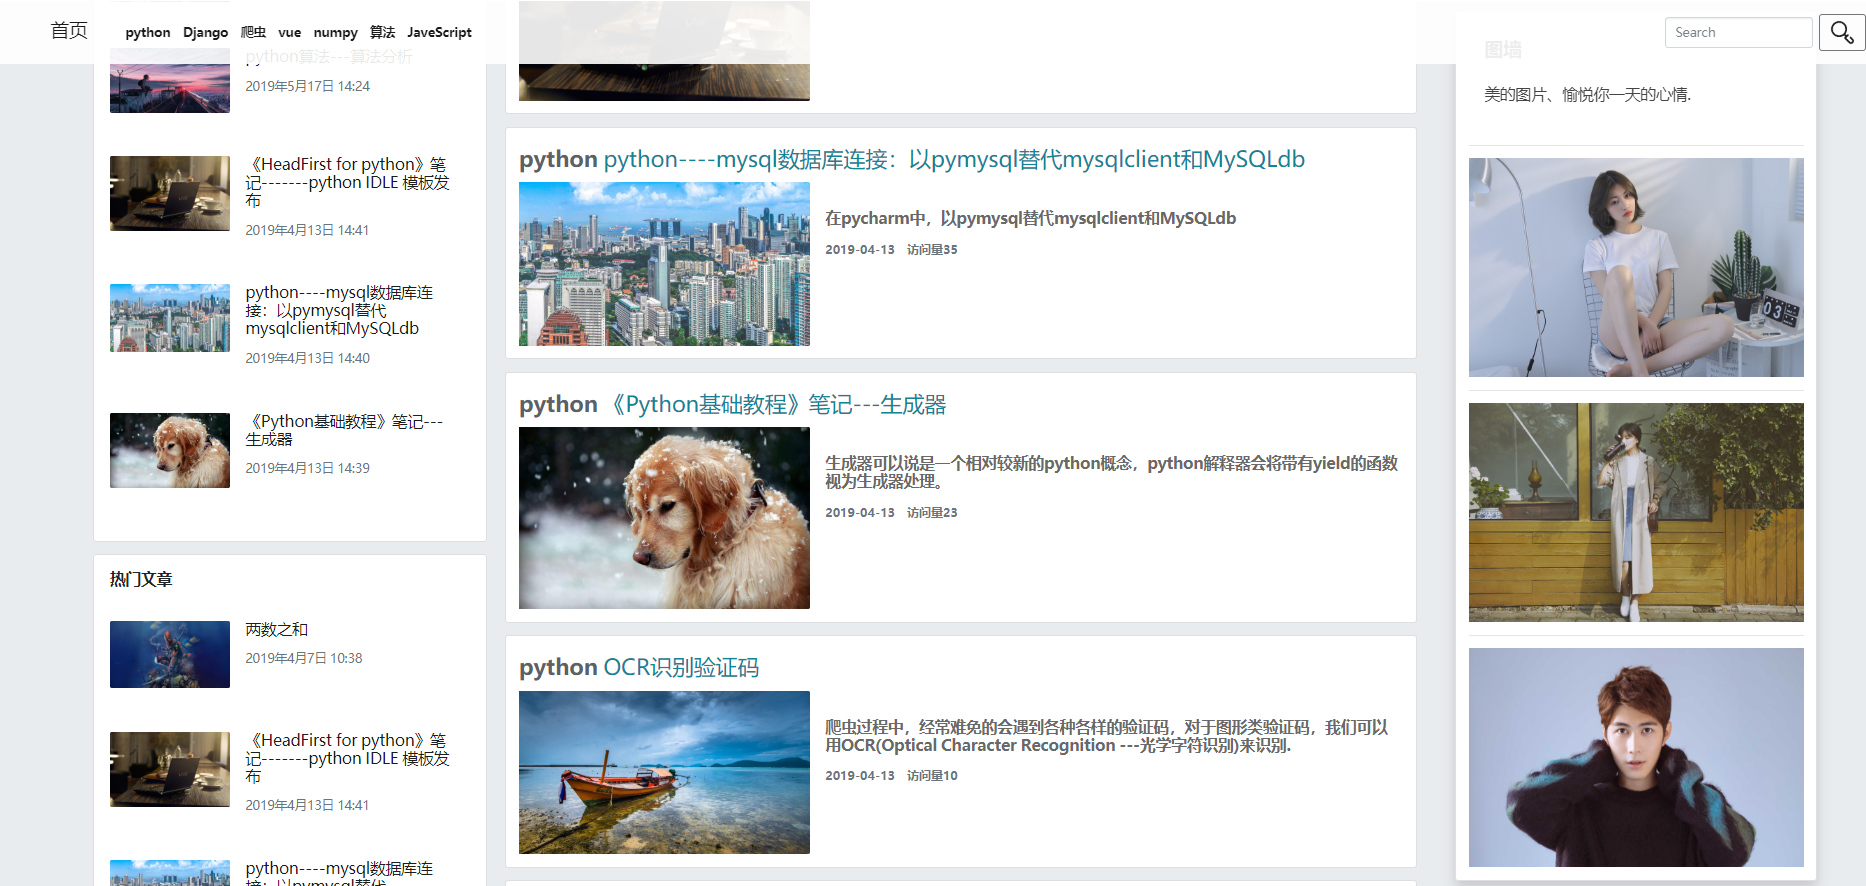 首页
python Django 爬虫 vue numpy 算法 JaveScript
Search
python算法---算法分析
2019年5月17日 14:24
《HeadFirst for python》笔
记-------python IDLE 模板发
布
2019年4月13日 14:41
python----mysql数据库连
接：以pymysql替代
mysqlclient和MySQLdb
2019年4月13日 14:40
《Python基础教程》笔记---
生成器
2019年4月13日 14:39
热门文章
两数之和
2019年4月7日 10:38
《HeadFirst for python》笔
记-------python IDLE 模板发
布
2019年4月13日 14:41
python----mysql数据库连
接：以pymysql替代
python python----mysql数据库连接：以pymysql替代mysqlclient和MySQLdb
在pycharm中，以pymysql替代mysqlclient和MySQLdb
2019-04-13 访问量35
python 《Python基础教程》笔记---生成器
生成器可以说是一个相对较新的python概念，python解释器会将带有yield的函数
视为生成器处理。
2019-04-13 访问量23
python OCR识别验证码
爬虫过程中，经常难免的会遇到各种各样的验证码，对于图形类验证码，我们可以
用OCR(Optical Character Recognition ---光学字符识别)来识别.
2019-04-13 访问量10
图墙
美的图片、愉悦你一天的心情.
03